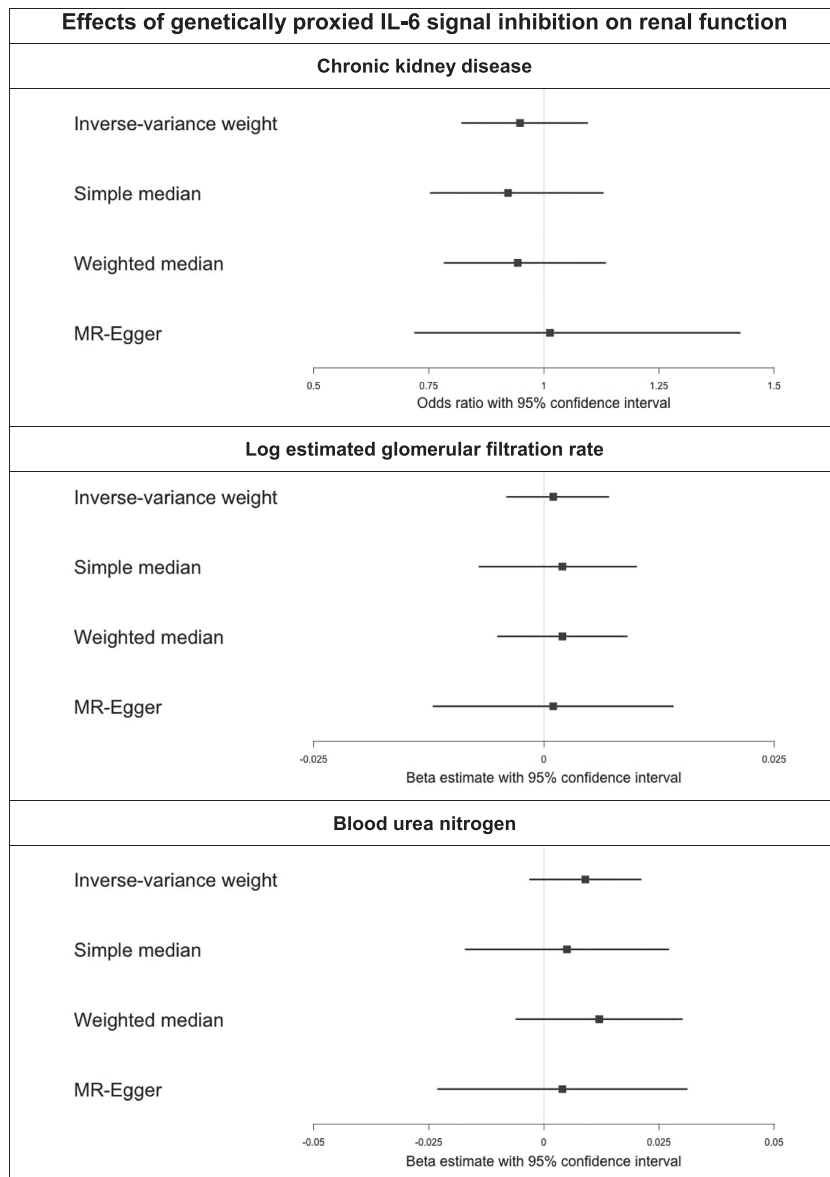 Effects of genetically proxied IL-6 signal inhibition on renal function
Chronic kidney disease
Inverse-variance weight
Simple median
Weighted median
MR-Egger
0.5 0.75 1 1.25 1.5
Odds ratio with 95% confidence interval
Log estimated glomerular filtration rate
Inverse-variance weight
Simple median
Weighted median
MR-Egger
-0.025 0 0.025
Beta estimate with 95% confidence interval
Blood urea nitrogen
Inverse-variance weight
Simple median
Weighted median
MR-Egger
-0.05 -0.025 0 0.025 0.05
Beta estimate with 95% confidence interval